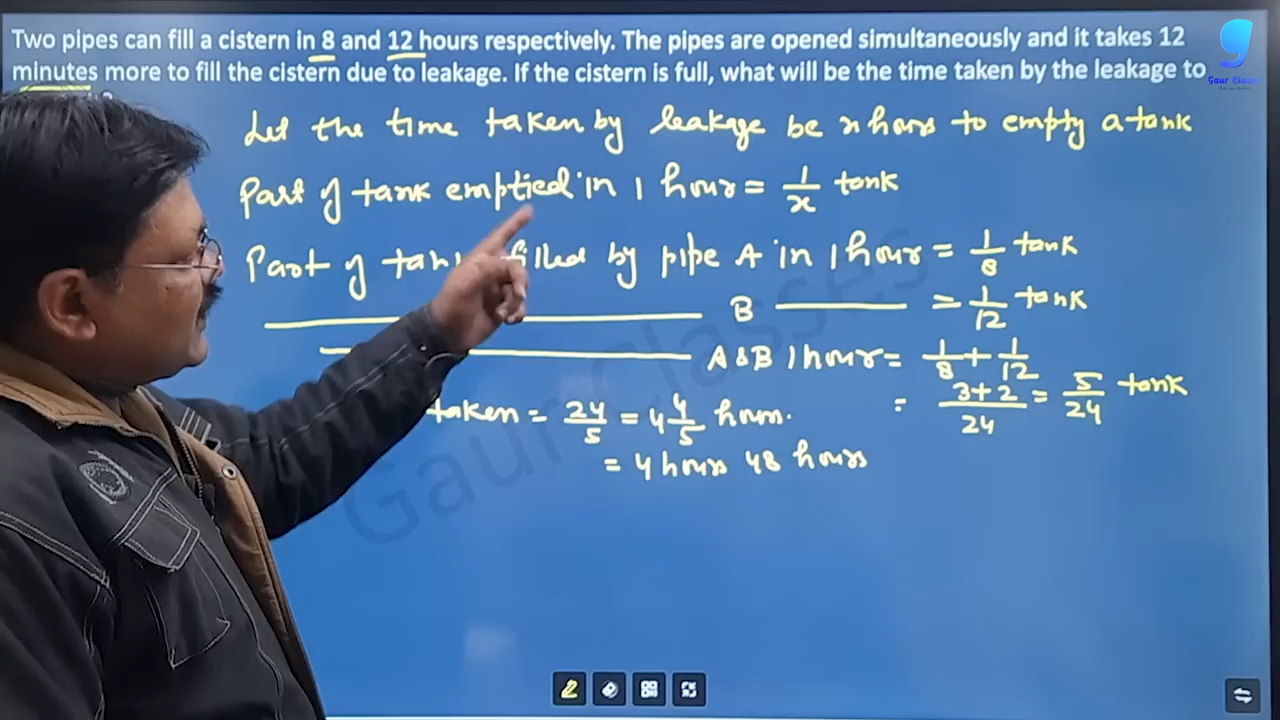 Two pipes can fill a cistern in 8 and 12 hours respectively. The pipes are opened simultaneously and it takes 12
minutes more to fill the cistern due to leakage. If the cistern is full, what will be the time taken by the leakage to
Gaur Classes
Let the time taken by leakage be x hours to empty a tank
Part of tank emptied in 1 hour = 1/x tank
Part of tank filled by pipe A in 1 hour = 1/8 tank
B = 1/12 tank
A & B 1 hour = 1/8 + 1/12
= 3+2/24 = 5/24 tank
taken = 24/5 = 4 4/5 hours.
= 4 hours 48 hours
Gaur Classes